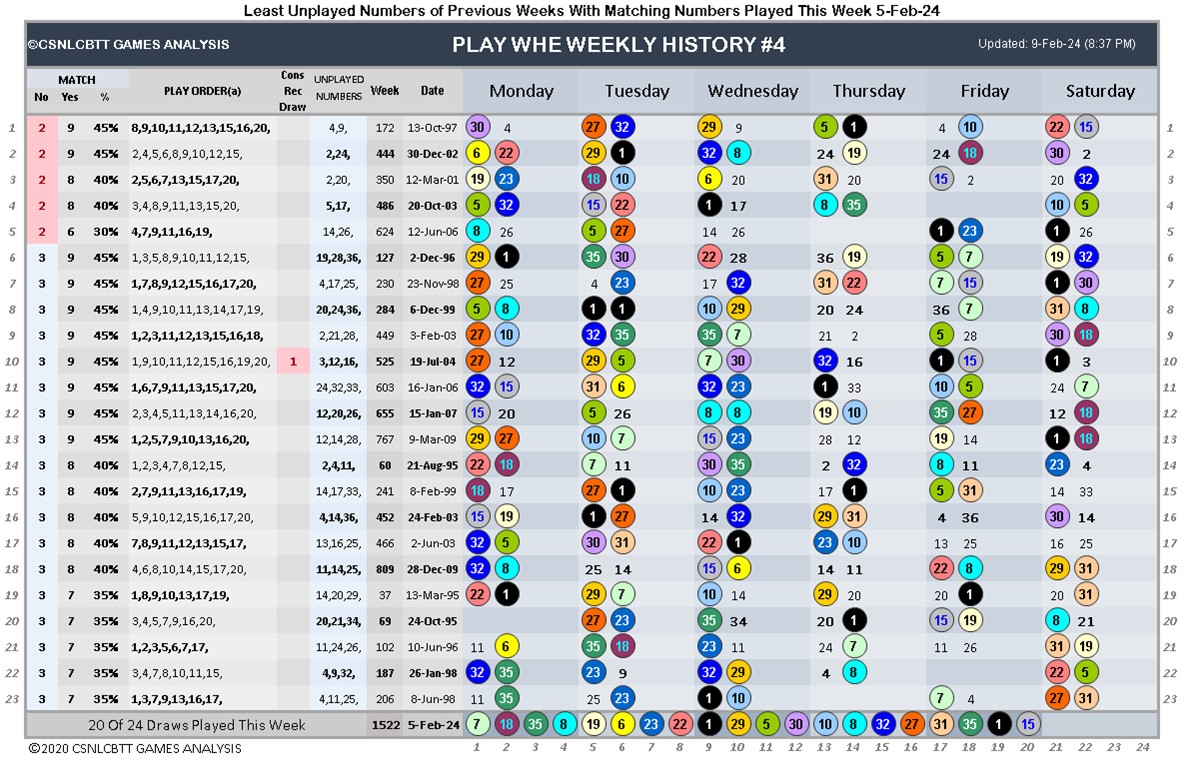 Least Unplayed Numbers of Previous Weeks With Matching Numbers Played This Week 5-Feb-24
©CSNLCBTT GAMES ANALYSIS PLAY WHE WEEKLY HISTORY #4 Updated: 9-Feb-24 (8:37 PM)
MATCH
No Yes % PLAY ORDER(a) Cons Rec Draw UNPLAYED NUMBERS Week Date Monday Tuesday Wednesday Thursday Friday Saturday
1 2 9 45% 8,9,10,11,12,13,15,16,20, 4,9, 172 13-Oct-97 30 4 27 32 29 9 5 1 4 10 22 15 1
2 2 9 45% 2,4,5,6,8,9,10,12,15, 2,24, 444 30-Dec-02 6 22 29 1 32 8 24 19 24 18 30 2 2
3 2 8 40% 2,5,6,7,13,15,17,20, 2,20, 350 12-Mar-01 19 23 18 10 6 20 31 20 15 2 20 32 3
4 2 8 40% 3,4,8,9,11,13,15,20, 5,17, 486 20-Oct-03 5 32 15 22 1 17 8 35 10 5 4
5 2 6 30% 4,7,9,11,16,19, 14,26, 624 12-Jun-06 8 26 5 27 14 26 1 23 1 26 5
6 3 9 45% 1,3,5,8,9,10,11,12,15, 19,28,36, 127 2-Dec-96 29 1 35 30 22 28 36 19 5 7 19 32 6
7 3 9 45% 1,7,8,9,12,15,16,17,20, 4,17,25, 230 23-Nov-98 27 25 4 23 17 32 31 22 7 15 1 30 7
8 3 9 45% 1,4,9,10,11,13,14,17,19, 20,24,36, 284 6-Dec-99 5 8 1 1 10 29 20 24 36 7 31 8 8
9 3 9 45% 1,2,3,11,12,13,15,16,18, 2,21,28, 449 3-Feb-03 27 10 32 35 35 7 21 2 5 28 30 18 9
10 3 9 45% 1,9,10,11,12,15,16,19,20, 1 3,12,16, 525 19-Jul-04 27 12 29 5 7 30 32 16 1 15 1 3 10
11 3 9 45% 1,6,7,9,11,13,15,17,20, 24,32,33, 603 16-Jan-06 32 15 31 6 32 23 1 33 10 5 24 7 11
12 3 9 45% 2,3,4,5,11,13,14,16,20, 12,20,26, 655 15-Jan-07 15 20 5 26 8 8 19 10 35 27 12 18 12
13 3 9 45% 1,2,5,7,9,10,13,16,20, 12,14,28, 767 9-Mar-09 29 27 10 7 15 23 28 12 19 14 1 18 13
14 3 8 40% 1,2,3,4,7,8,12,15, 2,4,11, 60 21-Aug-95 22 18 7 11 30 35 2 32 8 11 23 4 14
15 3 8 40% 2,7,9,11,13,16,17,19, 14,17,33, 241 8-Feb-99 18 17 27 1 10 23 17 1 5 31 14 33 15
16 3 8 40% 5,9,10,12,15,16,17,20, 4,14,36, 452 24-Feb-03 15 19 1 27 14 32 29 31 4 36 30 14 16
17 3 8 40% 7,8,9,11,12,13,15,17, 13,16,25, 466 2-Jun-03 32 5 30 31 22 1 23 10 13 25 16 25 17
18 3 8 40% 4,6,8,10,14,15,17,20, 11,14,25, 809 28-Dec-09 32 8 25 14 15 6 14 11 22 8 29 31 18
19 3 7 35% 1,8,9,10,13,17,19, 14,20,29, 37 13-Mar-95 22 1 29 7 10 14 29 20 20 1 20 31 19
20 3 7 35% 3,4,5,7,9,16,20, 20,21,34, 69 24-Oct-95 27 23 35 34 20 1 15 19 8 21 20
21 3 7 35% 1,2,3,5,6,7,17, 11,24,26, 102 10-Jun-96 11 6 35 18 23 11 24 7 11 26 31 19 21
22 3 7 35% 3,4,7,8,10,11,15, 4,9,32, 187 26-Jan-98 32 35 23 9 32 29 4 8 22 5 22
23 3 7 35% 1,3,7,9,13,16,17, 4,11,25, 206 8-Jun-98 11 35 25 23 1 10 7 4 27 31 23
20 Of 24 Draws Played This Week 1522 5-Feb-24 7 18 35 4 19 6 23 22 1 29 5 30 10 8 32 27 31 35 1 15
©2020 CSNLCBTT GAMES ANALYSIS 1 2 3 4 5 6 7 8 9 10 11 12 13 14 15 16 17 18 19 20 21 22 23 24